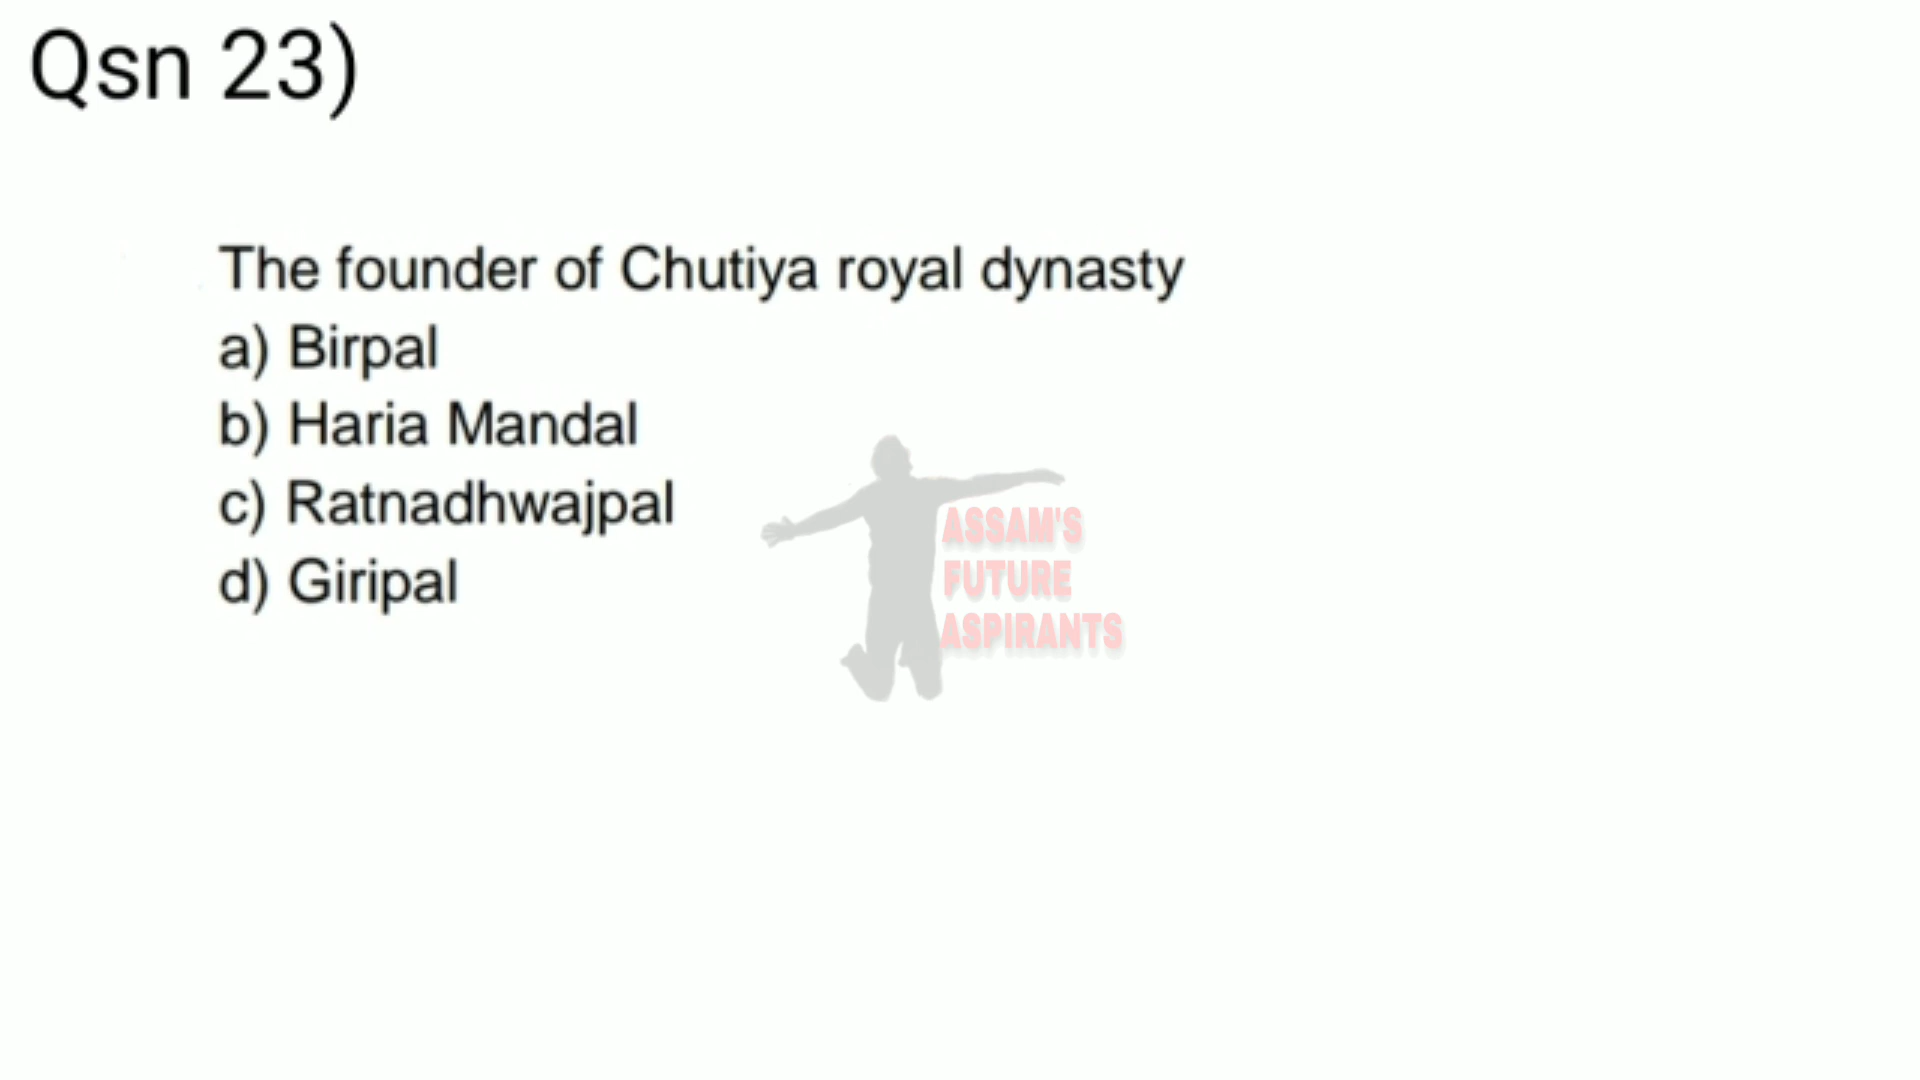 Qsn 23)
The founder of Chutiya royal dynasty
a) Birpal
b) Haria Mandal
c) Ratnadhwajpal
d) Giripal
ASSAM'S
FUTURE
ASPIRANTS